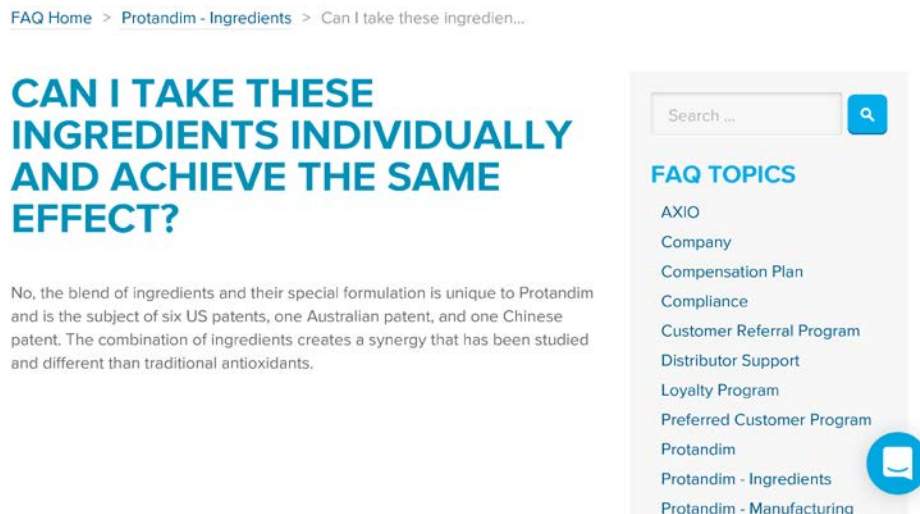 FAQ Home > Protandim - Ingredients > Can I take these ingredien...
CAN I TAKE THESE
INGREDIENTS INDIVIDUALLY
AND ACHIEVE THE SAME
EFFECT?
No, the blend of ingredients and their special formulation is unique to Protandim
and is the subject of six US patents, one Australian patent, and one Chinese
patent. The combination of ingredients creates a synergy that has been studied
and different than traditional antioxidants.
Search ...
FAQ TOPICS
AXIO
Company
Compensation Plan
Compliance
Customer Referral Program
Distributor Support
Loyalty Program
Preferred Customer Program
Protandim
Protandim - Ingredients
Protandim - Manufacturing